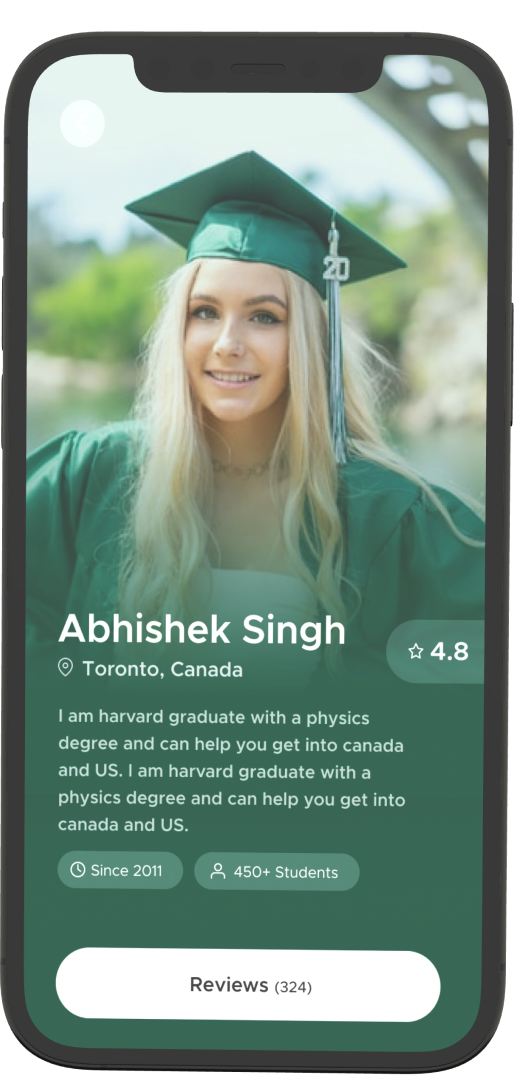 20
Abhishek Singh
Toronto, Canada
4.8
I am harvard graduate with a physics
degree and can help you get into canada
and US. I am harvard graduate with a
physics degree and can help you get into
canada and US.
Since 2011
450+ Students
Reviews (324)